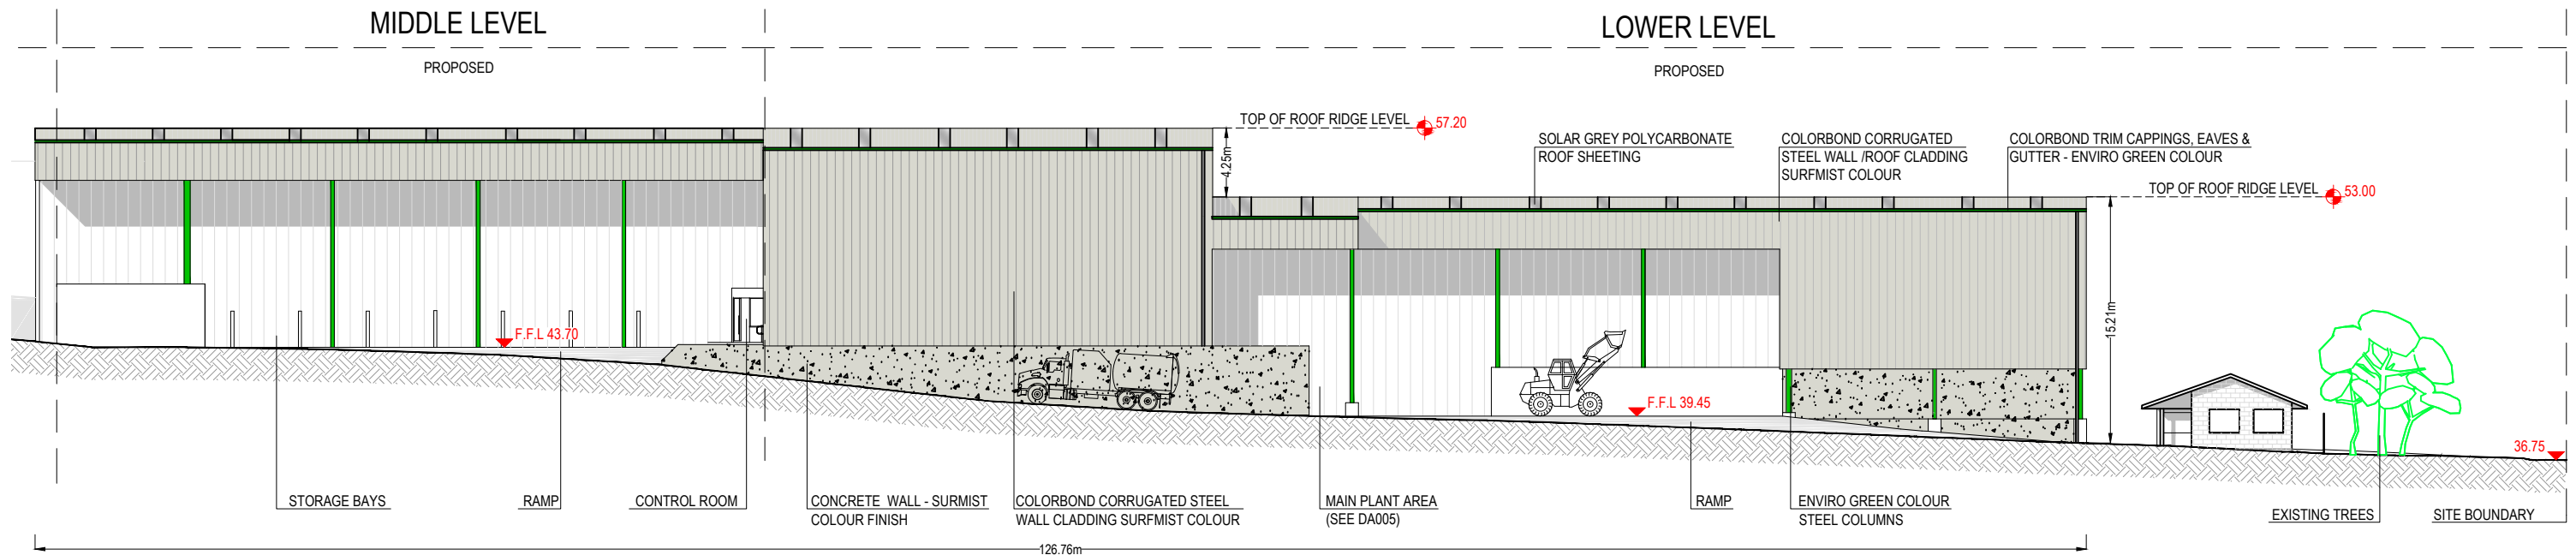 MIDDLE LEVEL
LOWER LEVEL
PROPOSED
PROPOSED
TOP OF ROOF RIDGE LEVEL
57.20
4.25m
SOLAR GREY POLYCARBONATE
ROOF SHEETING
COLORBOND CORRUGATED
STEEL WALL /ROOF CLADDING
SURFMIST COLOUR
COLORBOND TRIM CAPPINGS, EAVES &
GUTTER - ENVIRO GREEN COLOUR
TOP OF ROOF RIDGE LEVEL
53.00
15.21m
F.F.L 43.70
F.F.L 39.45
36.75
STORAGE BAYS
RAMP
CONTROL ROOM
CONCRETE WALL - SURMIST
COLOUR FINISH
COLORBOND CORRUGATED STEEL
WALL CLADDING SURFMIST COLOUR
MAIN PLANT AREA
(SEE DA005)
RAMP
ENVIRO GREEN COLOUR
STEEL COLUMNS
EXISTING TREES
SITE BOUNDARY
126.76m